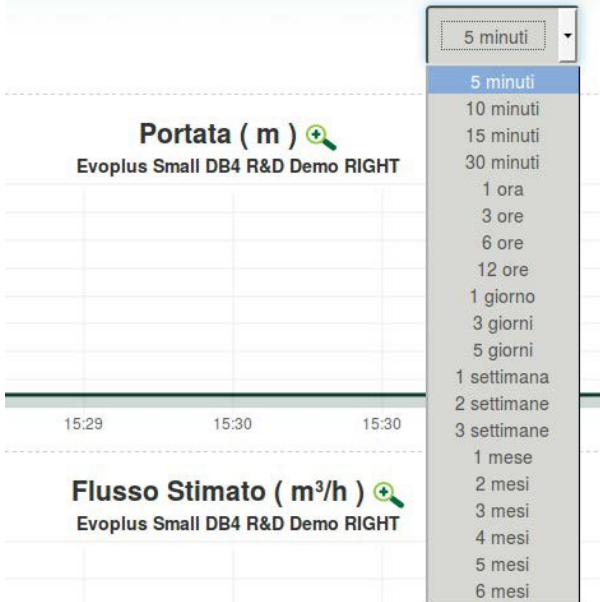 5 minuti
5 minuti
10 minuti
15 minuti
30 minuti
1 ora
3 ore
6 ore
12 ore
1 giorno
3 giorni
5 giorni
1 settimana
2 settimane
3 settimane
1 mese
2 mesi
3 mesi
4 mesi
5 mesi
6 mesi
Portata ( m )
Evoplus Small DB4 R&D Demo RIGHT
15:29 15:30 15:30
Flusso Stimato ( m³/h )
Evoplus Small DB4 R&D Demo RIGHT